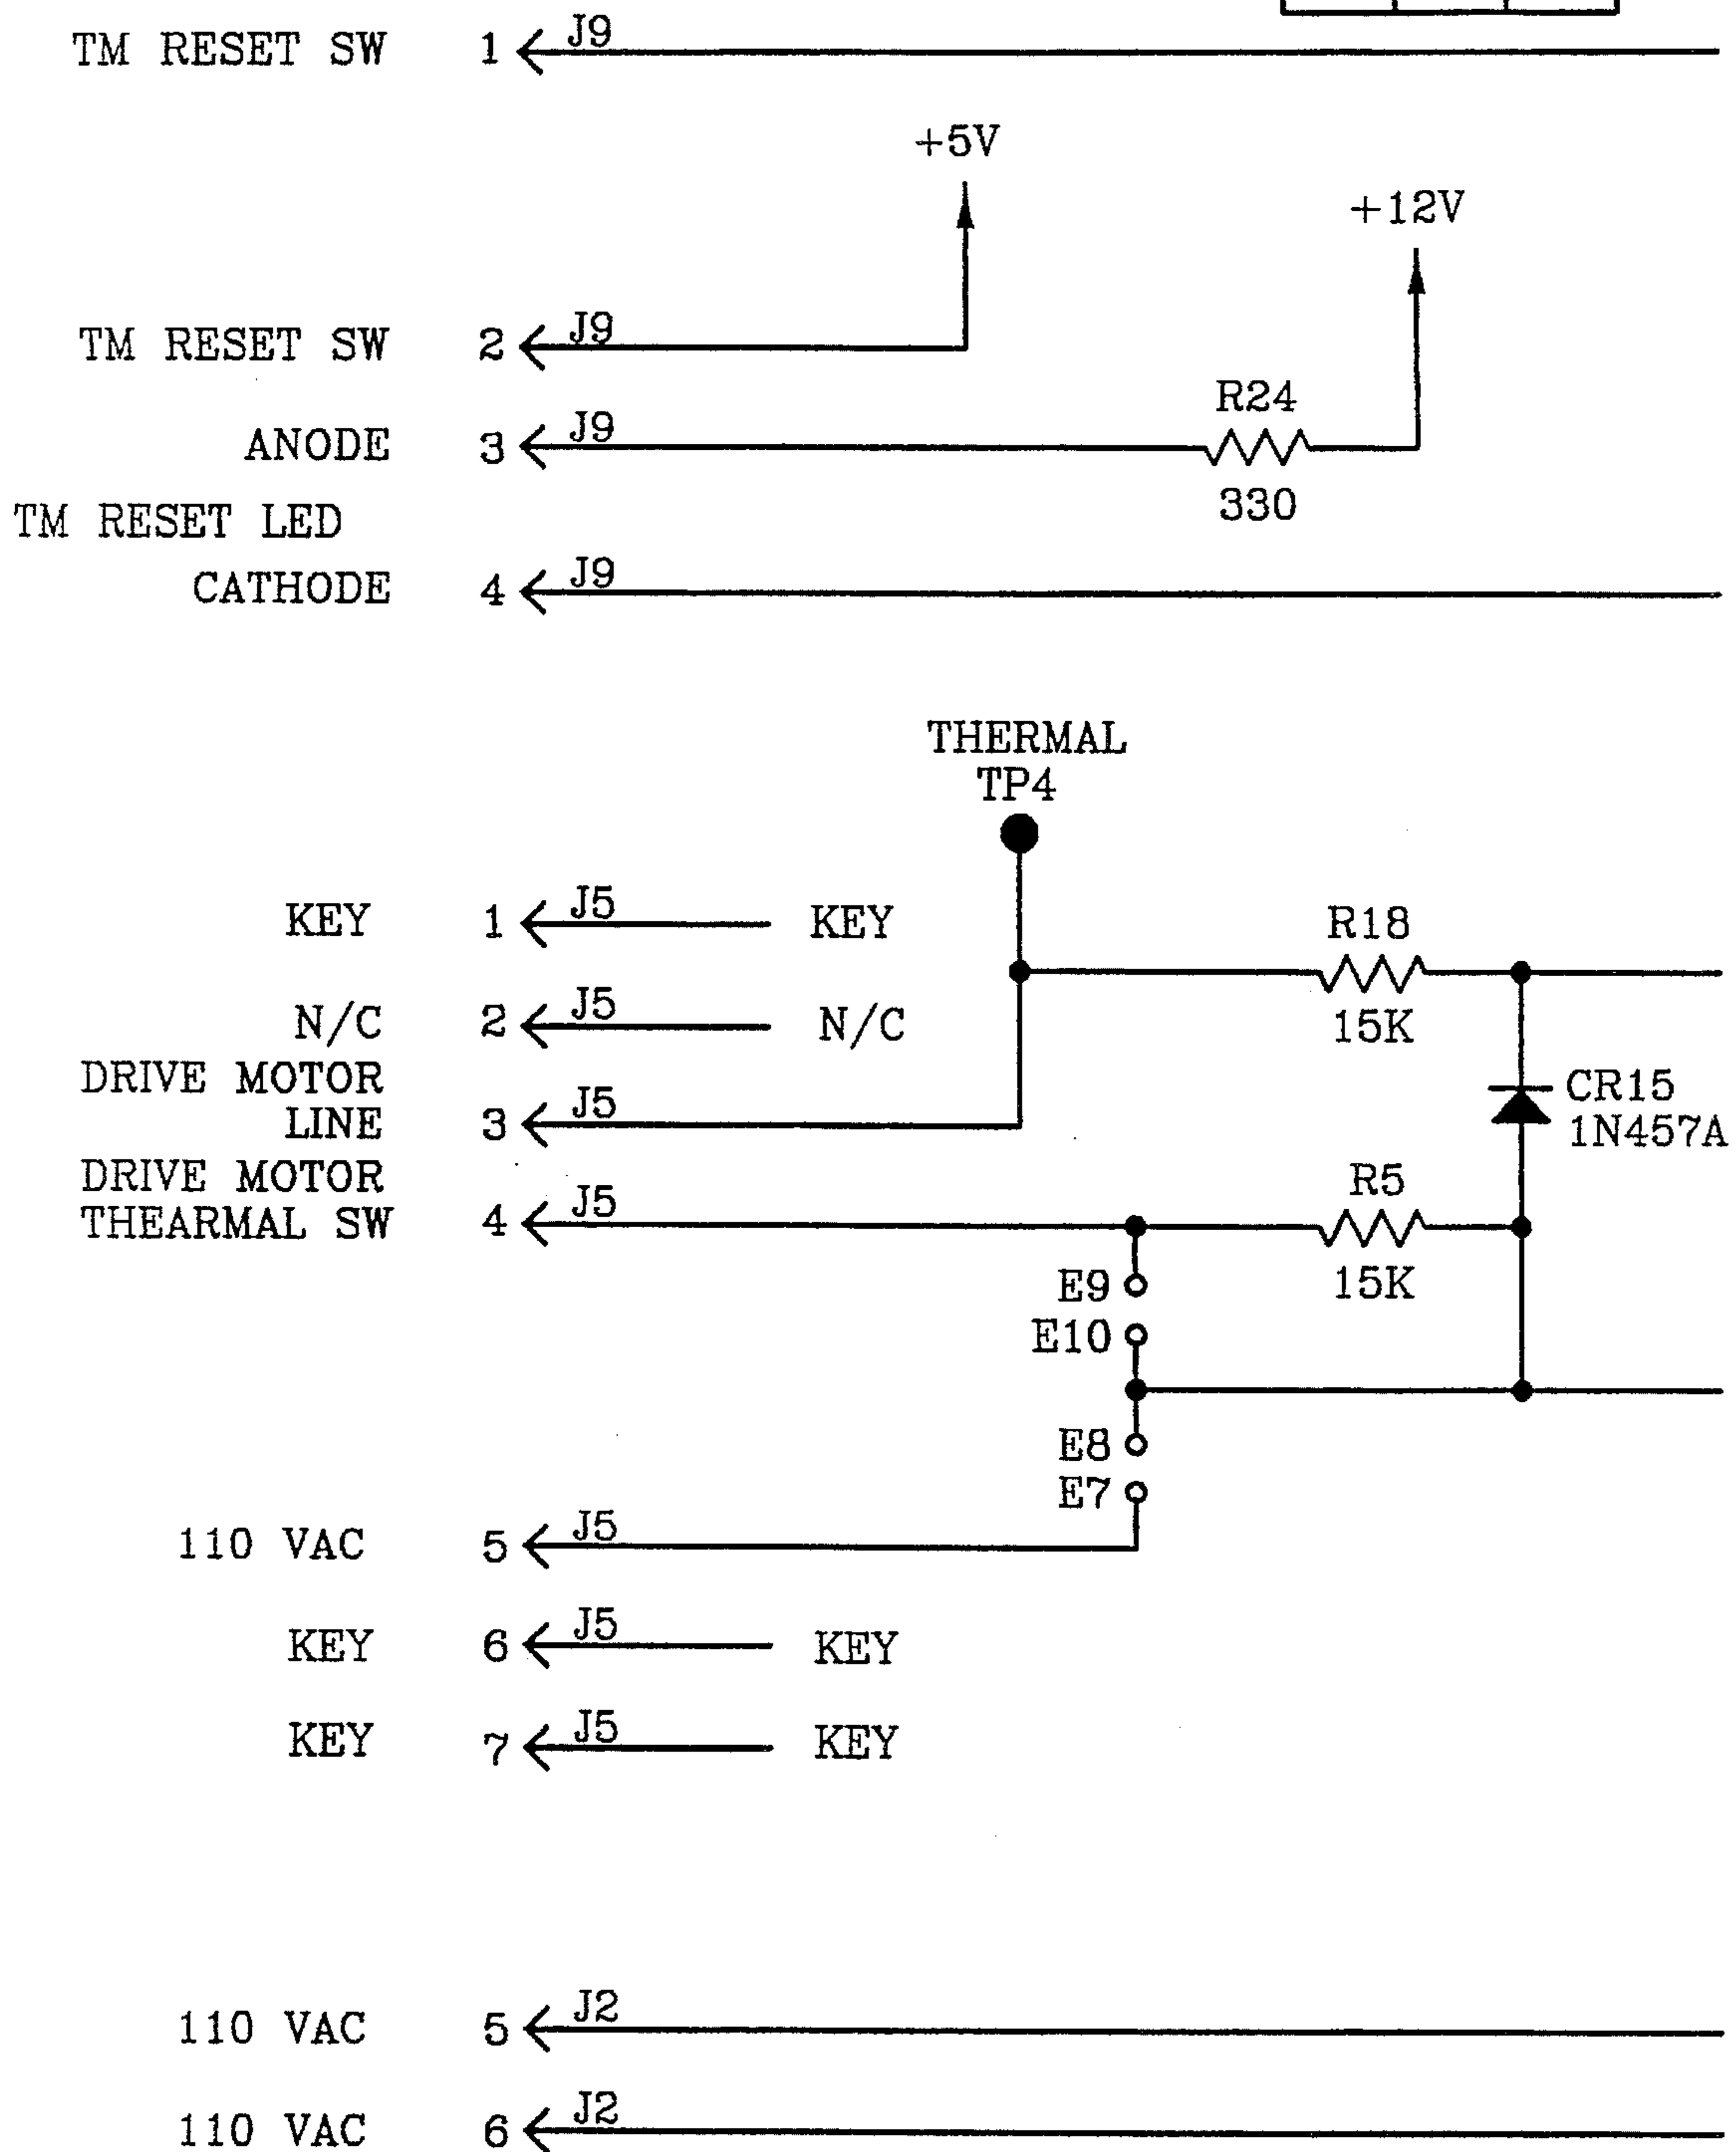 TM RESET SW 1 J9
+5V
+12V
TM RESET SW 2 J9
R24
ANODE 3 J9
330
TM RESET LED
CATHODE 4 J9
THERMAL
TP4
KEY 1 J5 KEY
R18
N/C 2 J5 N/C
15K
DRIVE MOTOR
LINE 3 J5
CR15
1N457A
DRIVE MOTOR
THEARMAL SW 4 J5
R5
15K
E9
E10
E8
E7
110 VAC 5 J5
KEY 6 J5 KEY
KEY 7 J5 KEY
110 VAC 5 J2
110 VAC 6 J2